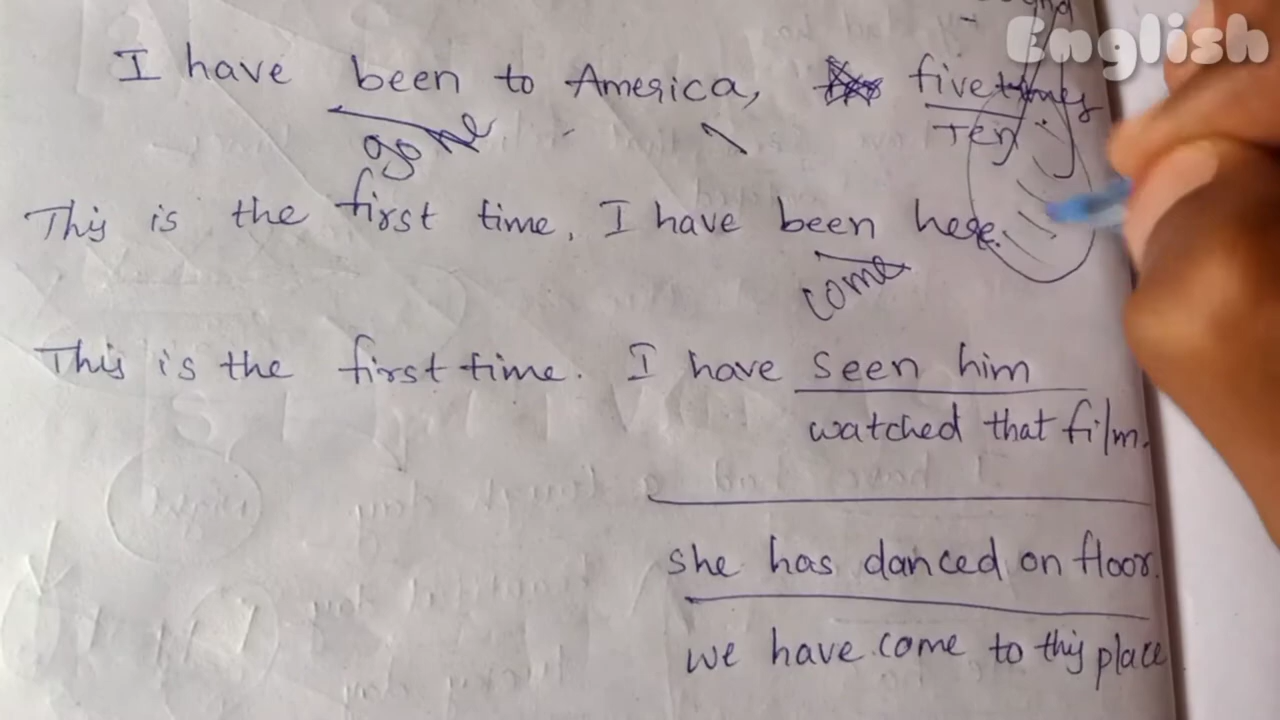 English
I have been to America, five times
gone Ten
This is the first time, I have been here.
come
This is the first time. I have seen him
watched that film.
she has danced on floor.
we have come to this place